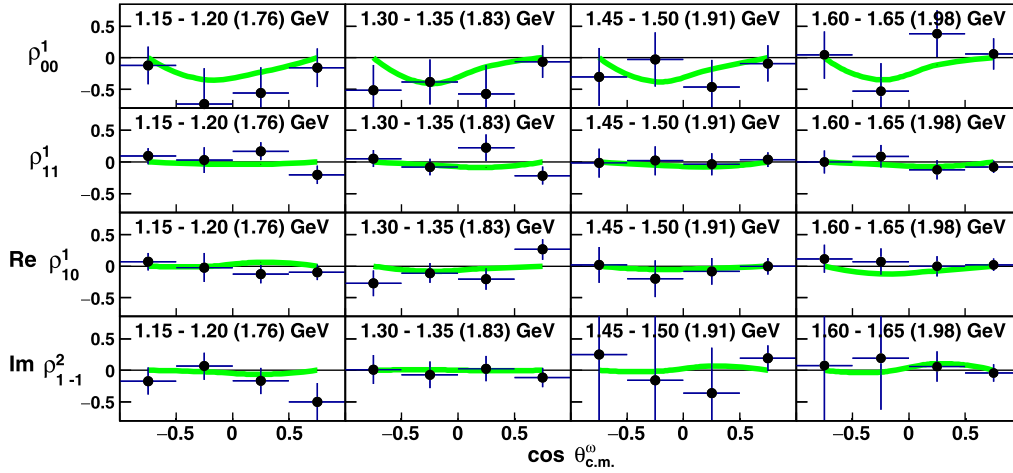 1.15 - 1.20 (1.76) GeV 1.30 - 1.35 (1.83) GeV 1.45 - 1.50 (1.91) GeV 1.60 - 1.65 (1.98) GeV
0.5
ρ¹₀₀ 0
−0.5
1.15 - 1.20 (1.76) GeV 1.30 - 1.35 (1.83) GeV 1.45 - 1.50 (1.91) GeV 1.60 - 1.65 (1.98) GeV
0.5
ρ¹₁₁ 0
−0.5
1.15 - 1.20 (1.76) GeV 1.30 - 1.35 (1.83) GeV 1.45 - 1.50 (1.91) GeV 1.60 - 1.65 (1.98) GeV
0.5
Re ρ¹₁₀ 0
−0.5
1.15 - 1.20 (1.76) GeV 1.30 - 1.35 (1.83) GeV 1.45 - 1.50 (1.91) GeV 1.60 - 1.65 (1.98) GeV
0.5
Im ρ²₁₋₁ 0
−0.5
−0.5 0 0.5 −0.5 0 0.5 −0.5 0 0.5 −0.5 0 0.5
cos θ^ω_c.m.